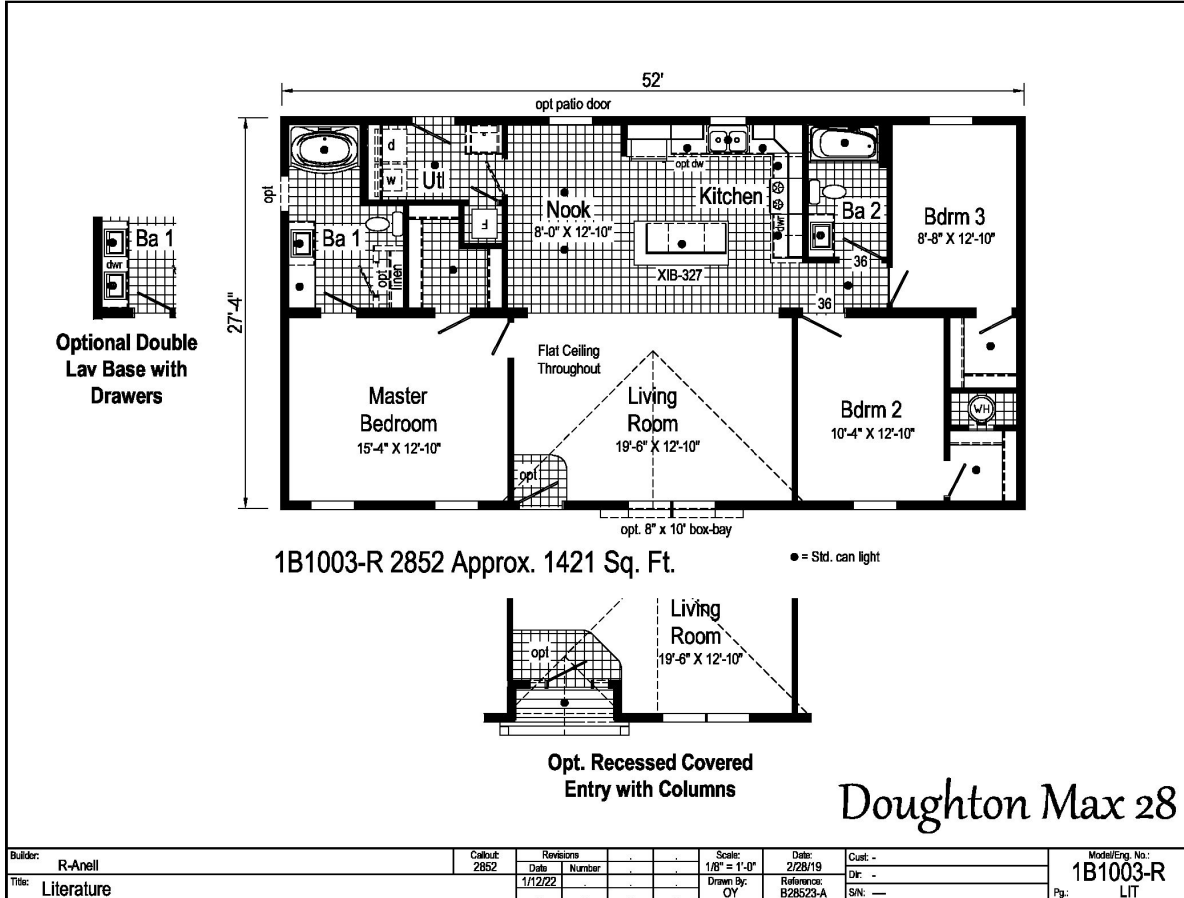 52'
opt patio door
27'-4"
opt
d
w
Utl
F
Ba 1
opt linen
Nook
8'-0" X 12'-10"
opt dw
Kitchen
dwr
XIB-327
Ba 2
36
36
Bdrm 3
8'-8" X 12'-10"
Ba 1
dwr
Optional Double
Lav Base with
Drawers
Master
Bedroom
15'-4" X 12'-10"
Flat Ceiling
Throughout
Living
Room
19'-6" X 12'-10"
opt
Bdrm 2
10'-4" X 12'-10"
WH
opt. 8" x 10' box-bay
1B1003-R 2852 Approx. 1421 Sq. Ft.
= Std. can light
Living
Room
19'-6" X 12'-10"
opt
Opt. Recessed Covered
Entry with Columns
Doughton Max 28
Builder: R-Anell
Title: Literature
Callout: 2852
Revisions
Date Number
1/12/22
Scale: 1/8" = 1'-0"
Drawn By: OY
Date: 2/28/19
Reference: B28523-A
Cust: -
Dir: -
S/N: —
Model/Eng. No.:
1B1003-R
Pg.: LIT